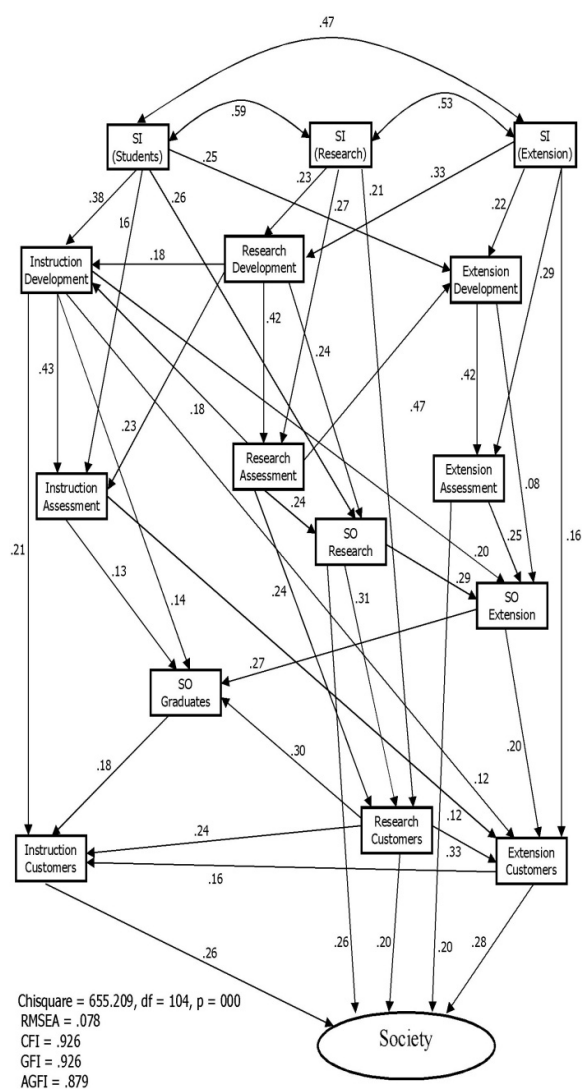 .47
.59
.53
SI
(Students)
SI
(Research)
SI
(Extension)
.25
.23
.21
.33
.38
.26
.27
.22
16
Instruction
Development
.18
Research
Development
Extension
Development
.29
.42
.24
.43
.42
.18
.47
.23
Instruction
Assessment
Research
Assessment
Extension
Assessment
.08
.24
SO
Research
.25
.16
.21
.20
.13
.29
SO
Extension
.14
.24
.31
.27
SO
Graduates
.20
.30
.18
.12
Research
Customers
.12
.24
.33
Instruction
Customers
Extension
Customers
.16
.26
.26
.20
.20
.28
Society
Chisquare = 655.209, df = 104, p = 000
RMSEA = .078
CFI = .926
GFI = .926
AGFI = .879